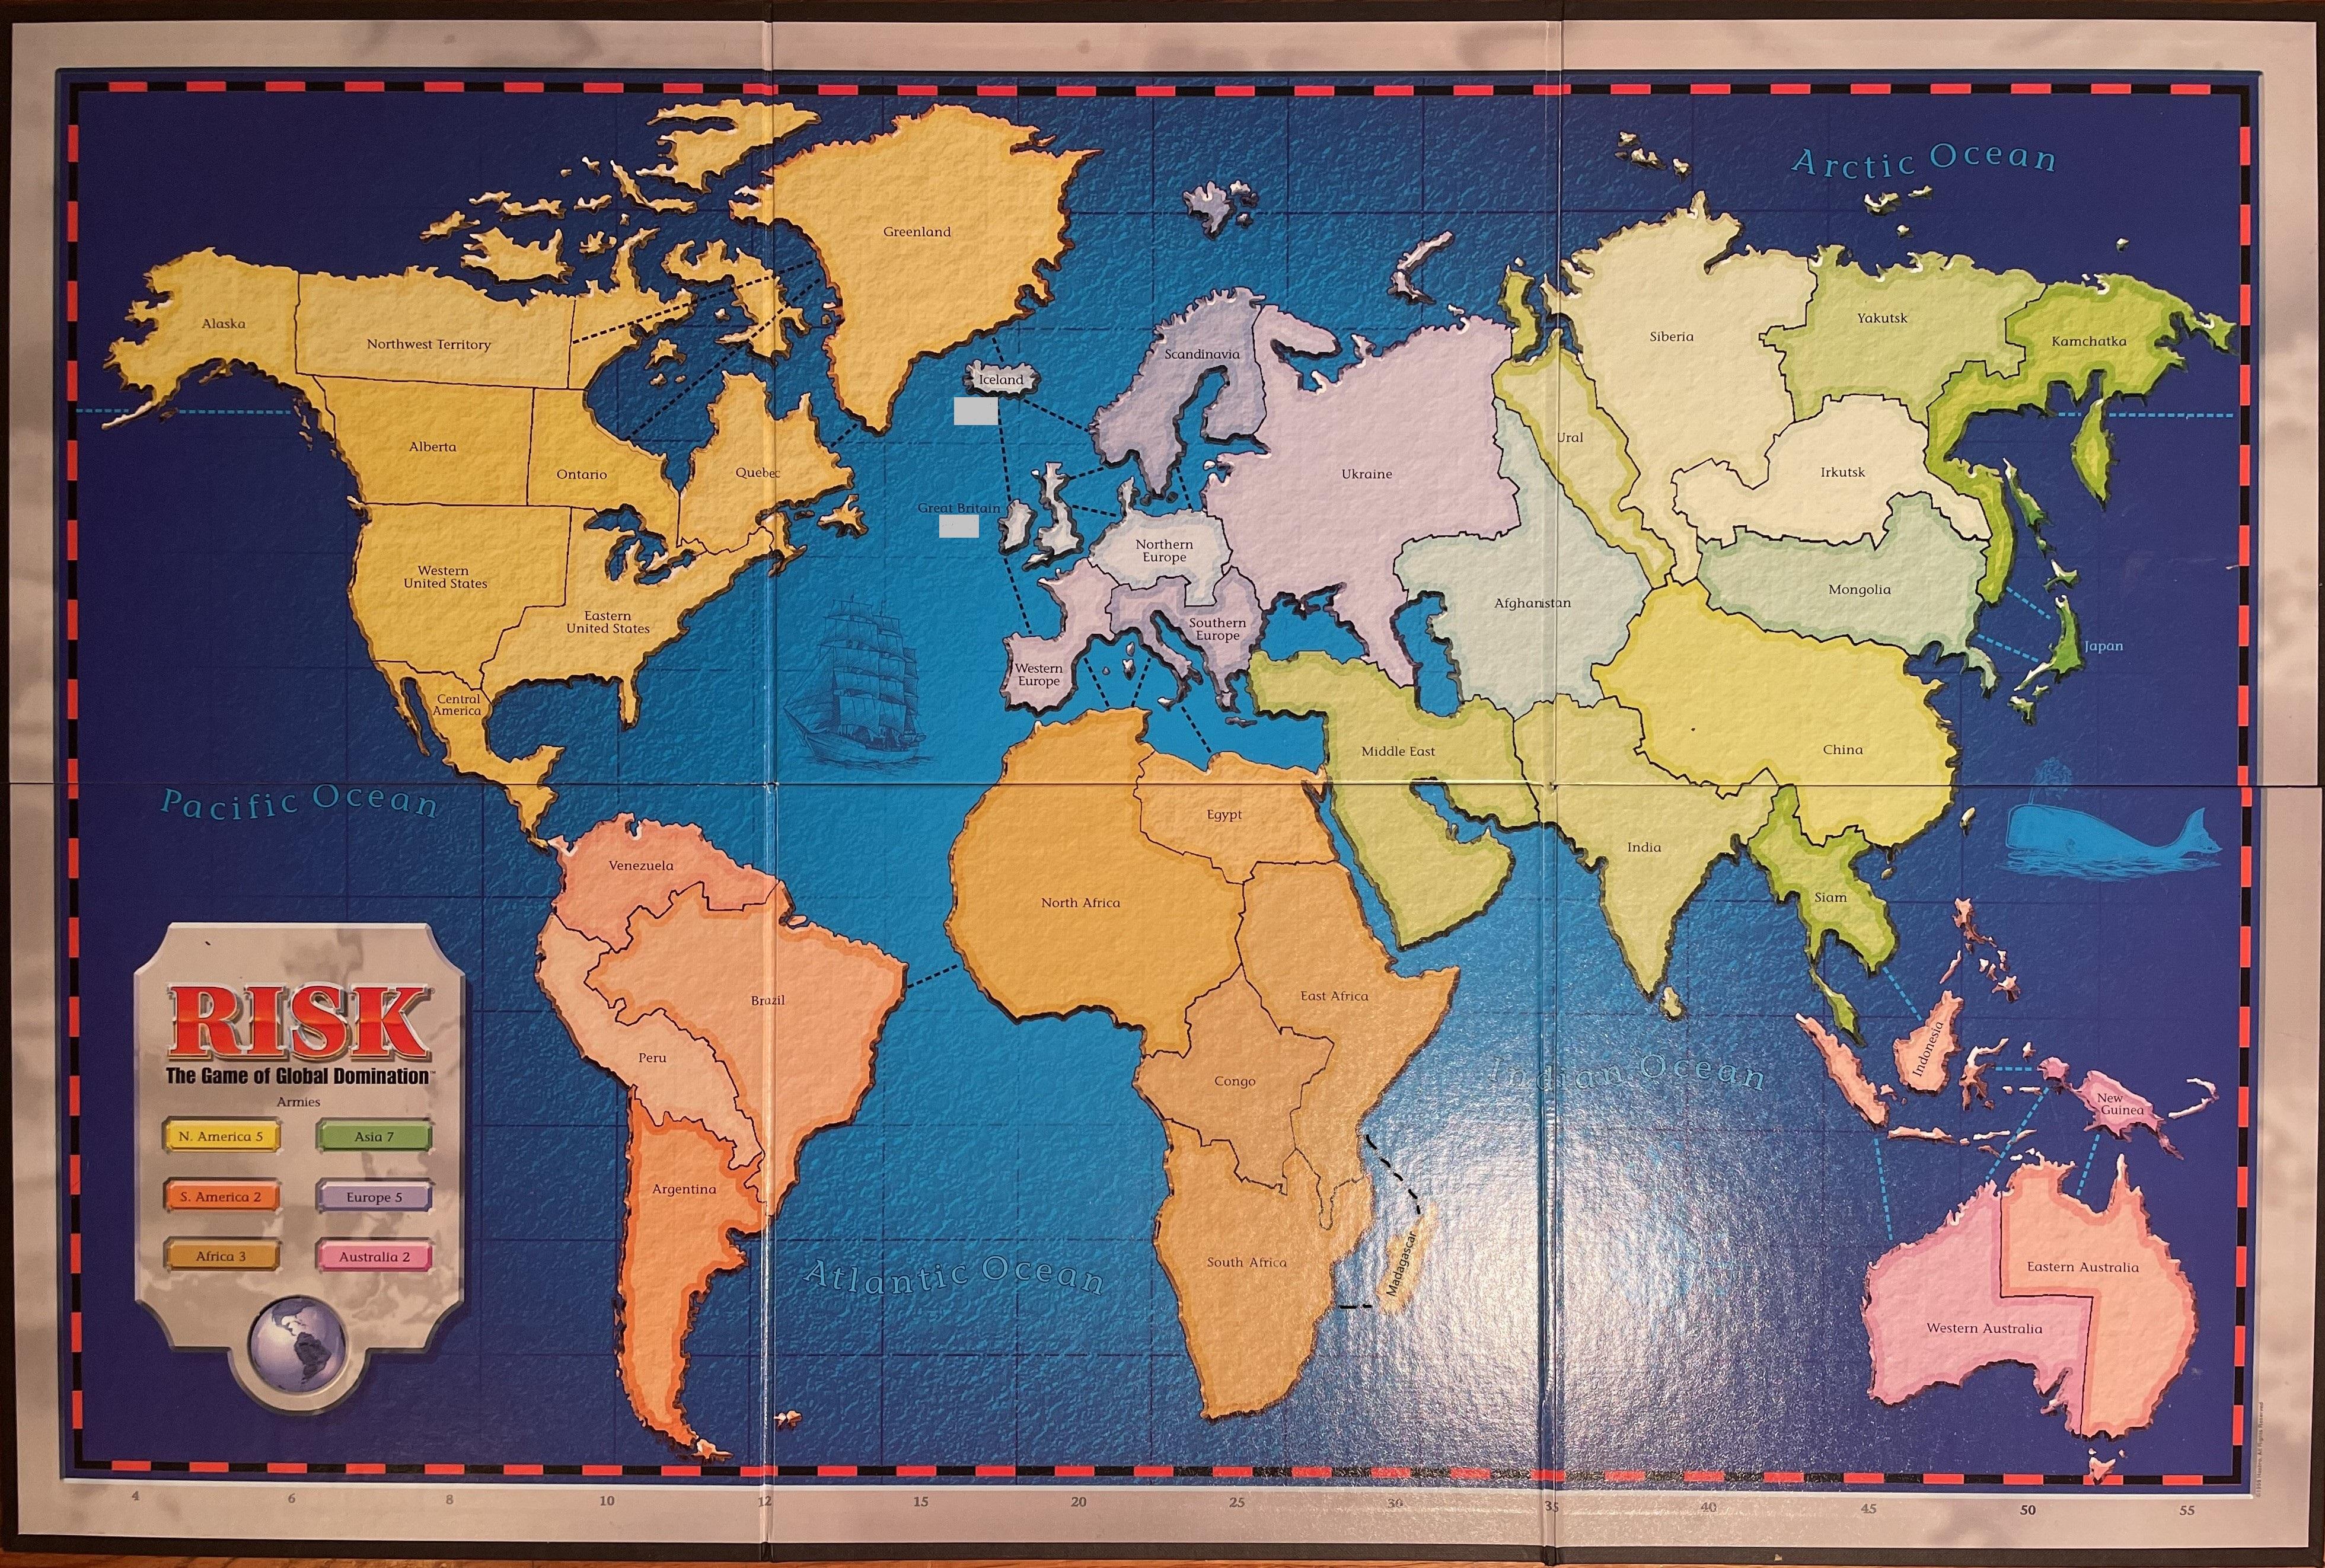 Arctic Ocean
Greenland
Alaska
Northwest Territory
Iceland
Scandinavia
Siberia
Yakutsk
Kamchatka
Alberta
Ontario
Quebec
Great Britain
Ukraine
Ural
Irkutsk
Western
United States
Eastern
United States
Northern
Europe
Southern
Europe
Western
Europe
Afghanistan
Mongolia
Japan
Central
America
Middle East
China
Pacific Ocean
Egypt
India
Venezuela
North Africa
Siam
Brazil
East Africa
Peru
Congo
Indian Ocean
Indonesia
New
Guinea
Argentina
South Africa
Madagascar
Atlantic Ocean
Eastern Australia
Western Australia
RISK
The Game of Global Domination™
Armies
N. America 5
Asia 7
S. America 2
Europe 5
Africa 3
Australia 2
4 6 8 10 12 15 20 25 30 35 40 45 50 55